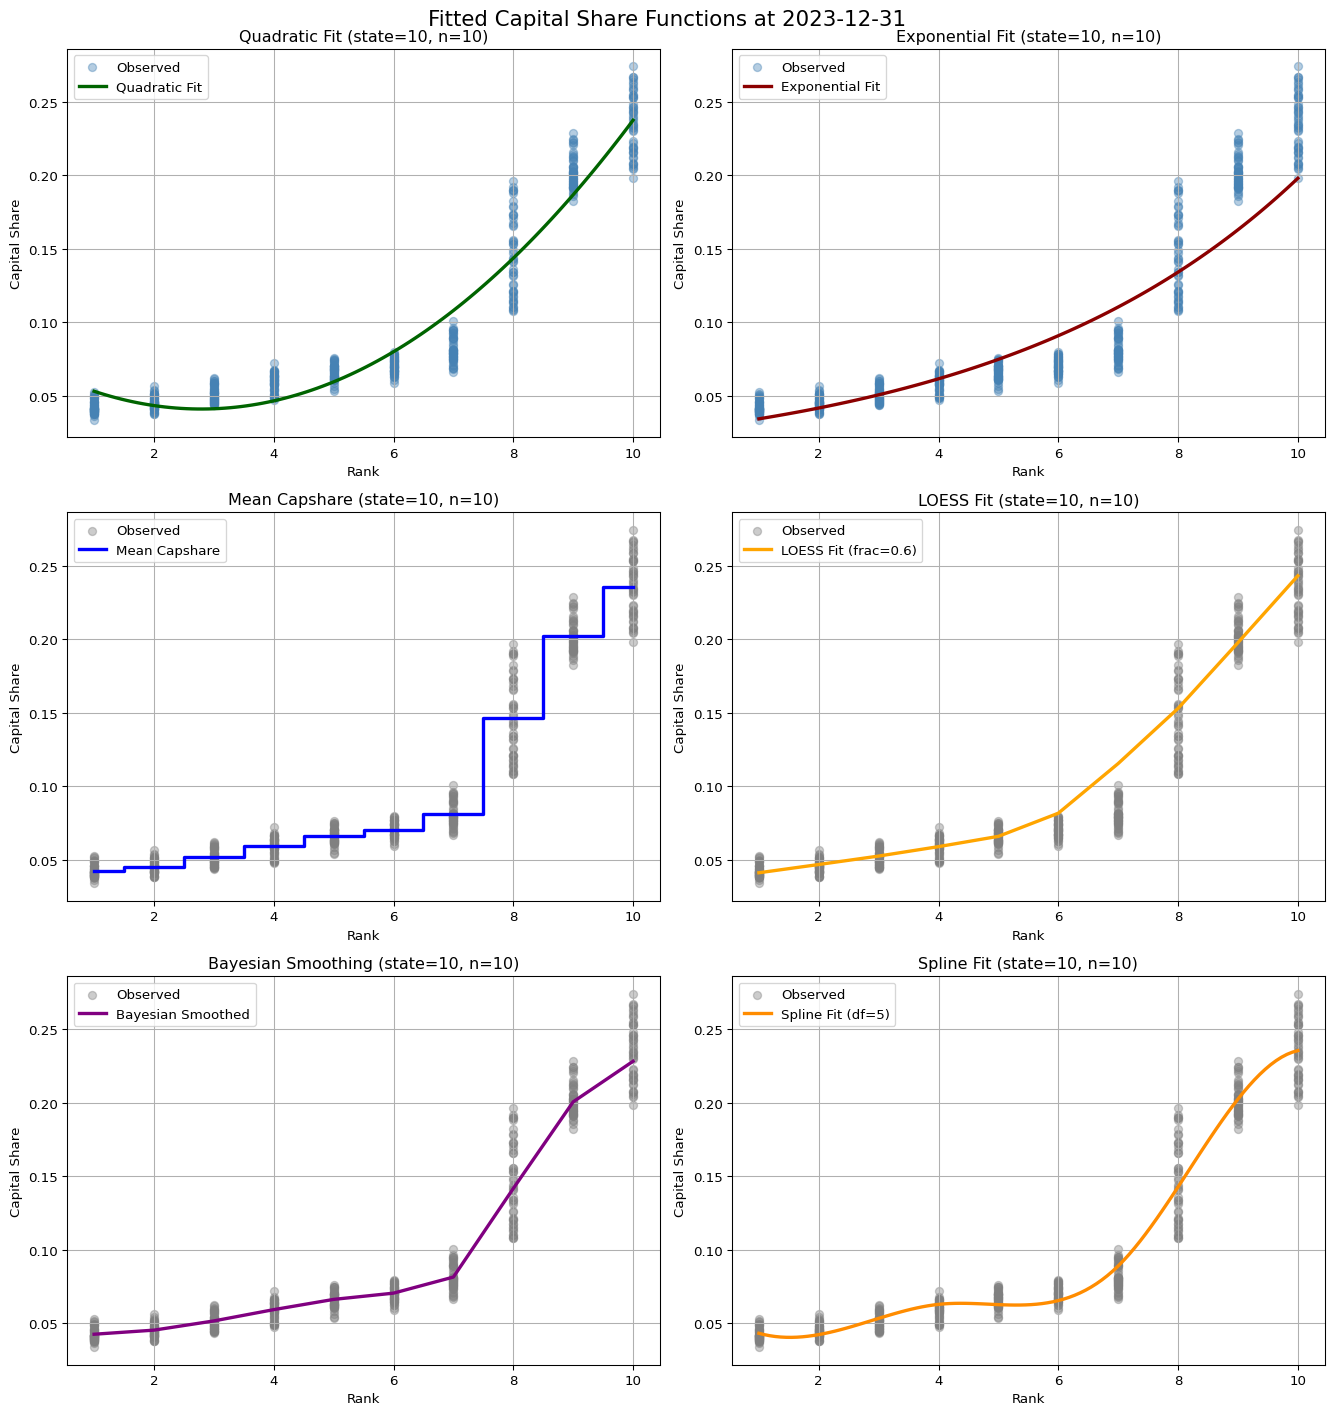 Fitted Capital Share Functions at 2023-12-31
Quadratic Fit (state=10, n=10)
Observed
Quadratic Fit
0.25
0.20
0.15
0.10
0.05
Capital Share
2 4 6 8 10
Rank
Exponential Fit (state=10, n=10)
Observed
Exponential Fit
0.25
0.20
0.15
0.10
0.05
Capital Share
2 4 6 8 10
Rank
Mean Capshare (state=10, n=10)
Observed
Mean Capshare
0.25
0.20
0.15
0.10
0.05
Capital Share
2 4 6 8 10
Rank
LOESS Fit (state=10, n=10)
Observed
LOESS Fit (frac=0.6)
0.25
0.20
0.15
0.10
0.05
Capital Share
2 4 6 8 10
Rank
Bayesian Smoothing (state=10, n=10)
Observed
Bayesian Smoothed
0.25
0.20
0.15
0.10
0.05
Capital Share
2 4 6 8 10
Rank
Spline Fit (state=10, n=10)
Observed
Spline Fit (df=5)
0.25
0.20
0.15
0.10
0.05
Capital Share
2 4 6 8 10
Rank